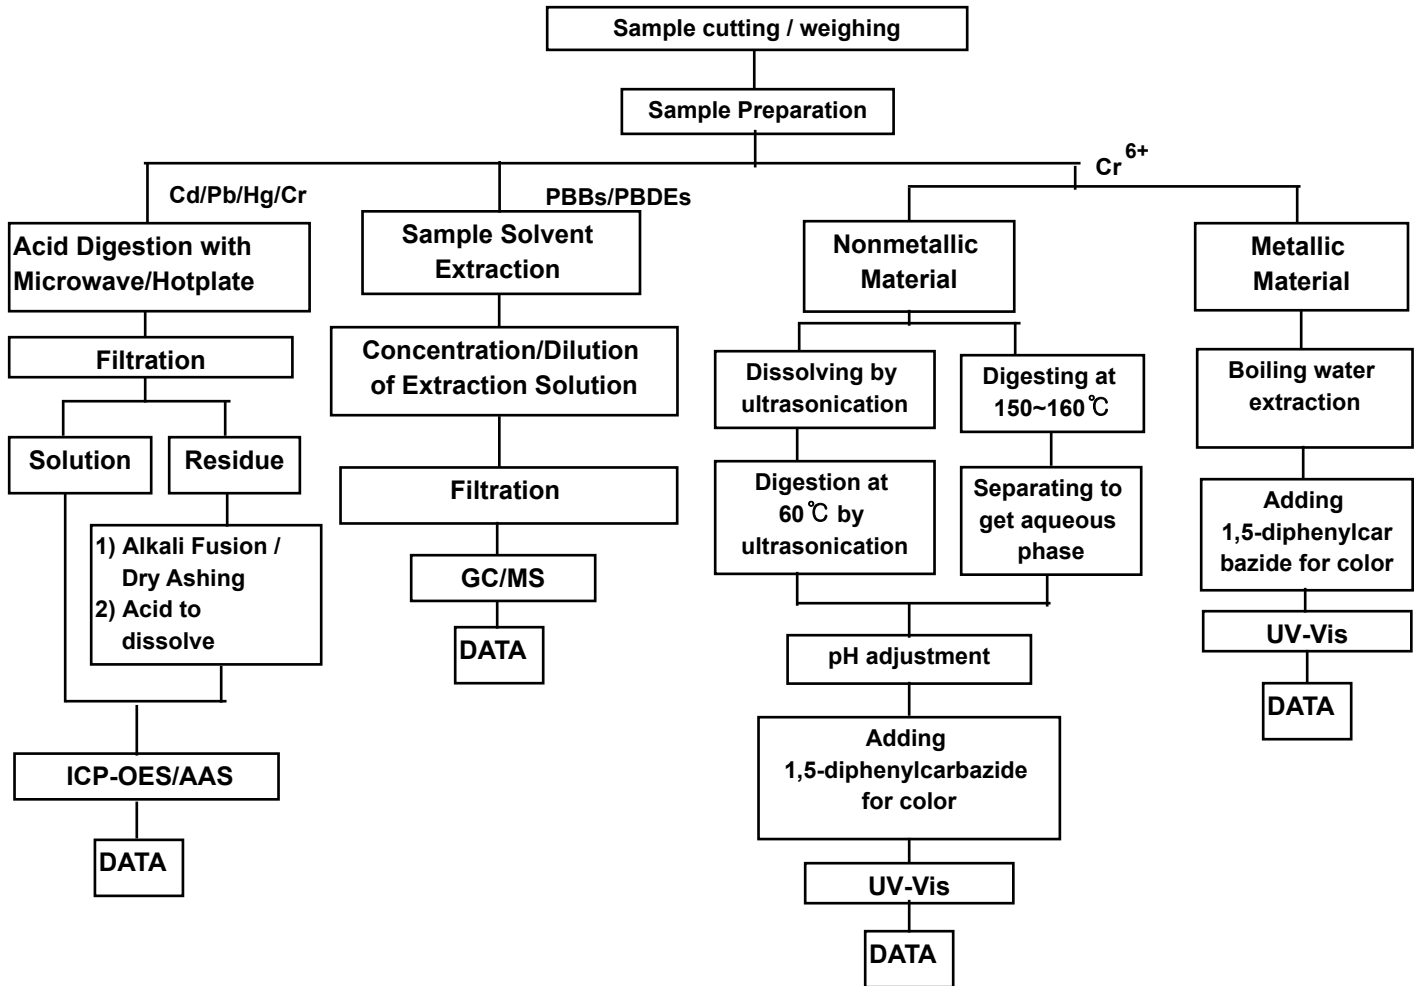 Sample cutting / weighing
Sample Preparation
Cd/Pb/Hg/Cr
PBBs/PBDEs
Cr 6+
Acid Digestion with
Microwave/Hotplate
Filtration
Solution
Residue
1) Alkali Fusion /
Dry Ashing
2) Acid to
dissolve
ICP-OES/AAS
DATA
Sample Solvent
Extraction
Concentration/Dilution
of Extraction Solution
Filtration
GC/MS
DATA
Nonmetallic
Material
Dissolving by
ultrasonication
Digestion at
60℃ by
ultrasonication
Digesting at
150~160℃
Separating to
get aqueous
phase
pH adjustment
Adding
1,5-diphenylcarbazide
for color
UV-Vis
DATA
Metallic
Material
Boiling water
extraction
Adding
1,5-diphenylcar
bazide for color
UV-Vis
DATA